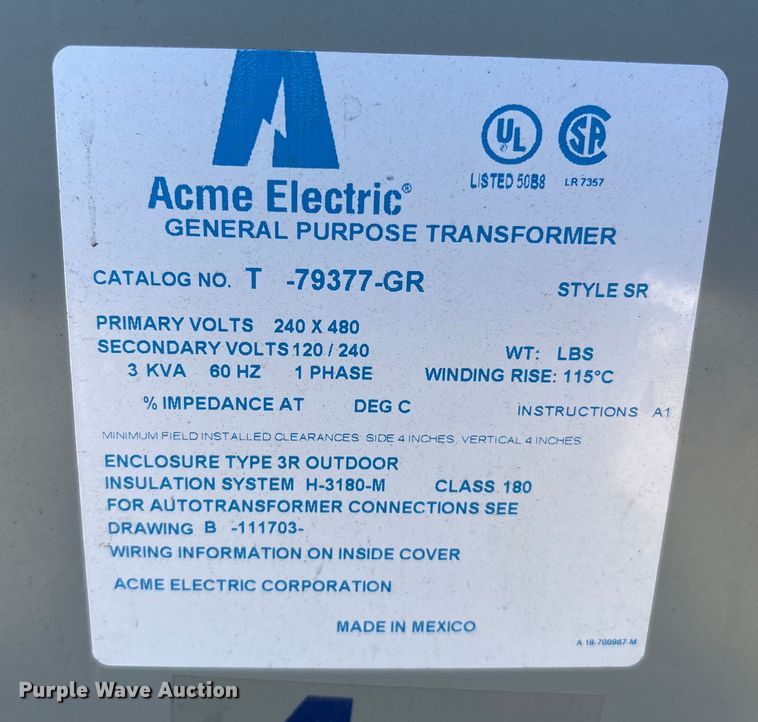 UL
SA
LISTED 50B8 LR 7357
Acme Electric®
GENERAL PURPOSE TRANSFORMER
CATALOG NO. T -79377-GR STYLE SR
PRIMARY VOLTS 240 X 480
SECONDARY VOLTS 120 / 240 WT: LBS
3 KVA 60 HZ 1 PHASE WINDING RISE: 115°C
% IMPEDANCE AT DEG C INSTRUCTIONS A1
MINIMUM FIELD INSTALLED CLEARANCES: SIDE 4 INCHES, VERTICAL 4 INCHES
ENCLOSURE TYPE 3R OUTDOOR
INSULATION SYSTEM H-3180-M CLASS 180
FOR AUTOTRANSFORMER CONNECTIONS SEE
DRAWING B -111703-
WIRING INFORMATION ON INSIDE COVER
ACME ELECTRIC CORPORATION
MADE IN MEXICO
A 18-700967-M
Purple Wave Auction